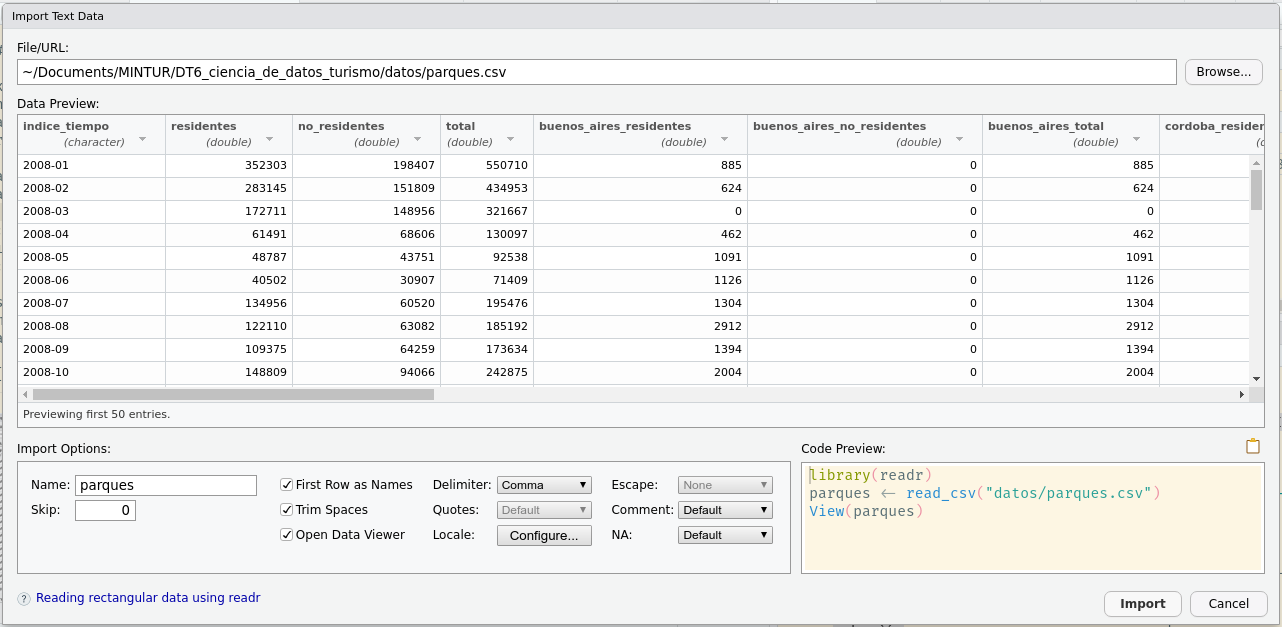 Import Text Data
File/URL:
~/Documents/MINTUR/DT6_ciencia_de_datos_turismo/datos/parques.csv Browse...
Data Preview:
indice_tiempo residentes no_residentes total buenos_aires_residentes buenos_aires_no_residentes buenos_aires_total cordoba_residen
(character) (double) (double) (double) (double) (double) (double)
2008-01 352303 198407 550710 885 0 885
2008-02 283145 151809 434953 624 0 624
2008-03 172711 148956 321667 0 0 0
2008-04 61491 68606 130097 462 0 462
2008-05 48787 43751 92538 1091 0 1091
2008-06 40502 30907 71409 1126 0 1126
2008-07 134956 60520 195476 1304 0 1304
2008-08 122110 63082 185192 2912 0 2912
2008-09 109375 64259 173634 1394 0 1394
2008-10 148809 94066 242875 2004 0 2004
Previewing first 50 entries.
Import Options:
Name: parques First Row as Names Delimiter: Comma Escape: None
Skip: 0 Trim Spaces Quotes: Default Comment: Default
Open Data Viewer Locale: Configure... NA: Default
Code Preview:
library(readr)
parques <- read_csv("datos/parques.csv")
View(parques)
? Reading rectangular data using readr
Import Cancel